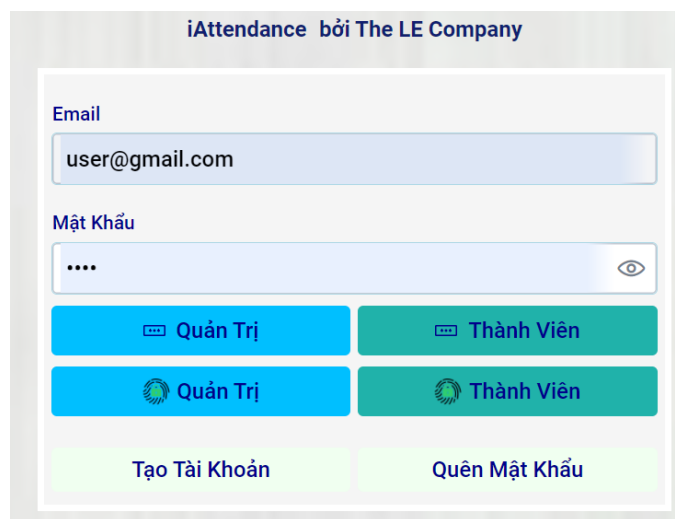 iAttendance bởi The LE Company
Email
user@gmail.com
Mật Khẩu
••••
Quản Trị
Thành Viên
Quản Trị
Thành Viên
Tạo Tài Khoản
Quên Mật Khẩu